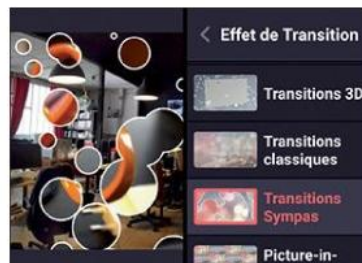 < Effet de Transition
Transitions 3D
Transitions
classiques
Transitions
Sympas
Picture-in-